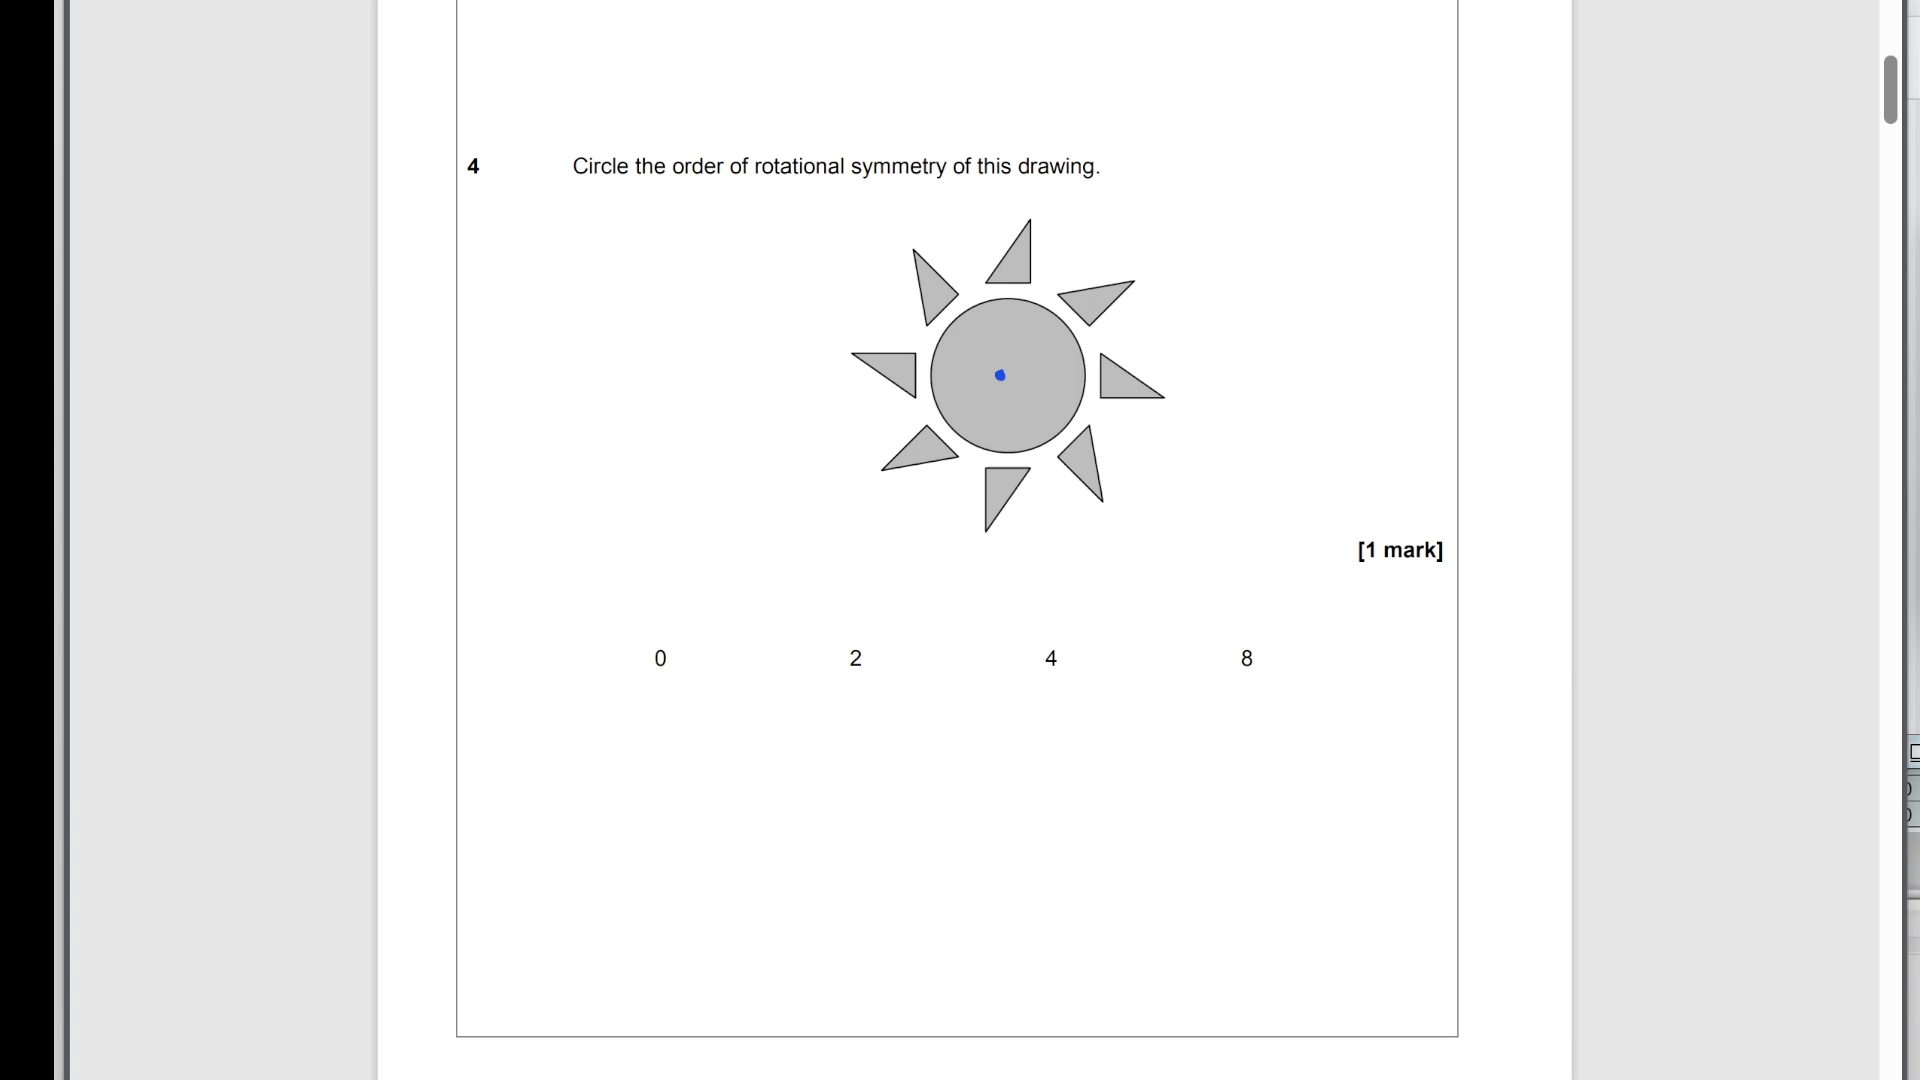 4 Circle the order of rotational symmetry of this drawing.
[1 mark]
0 2 4 8